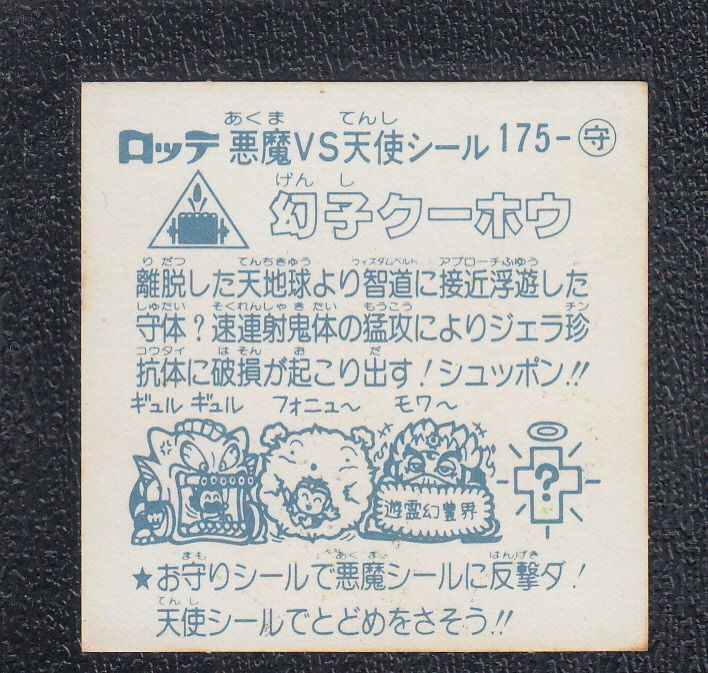 あくま てんし
ロッテ 悪魔VS天使シール 175-守
げんし
幻子クーホウ
りだつ てんちきゅう ウィズダムベルト アプローチふゆう
離脱した天地球より智道に接近浮遊した
しゅたい そくれんしゃきたい もうこう チン
守体?速連射鬼体の猛攻によりジェラ珍
コウタイ はそん お だ
抗体に破損が起こり出す!シュッポン!!
ギュルギュル フォニュ〜 モワ〜
遊霊幻豊界
?
まも あくま はんげき
★お守りシールで悪魔シールに反撃ダ!
てんし
天使シールでとどめをさそう!!